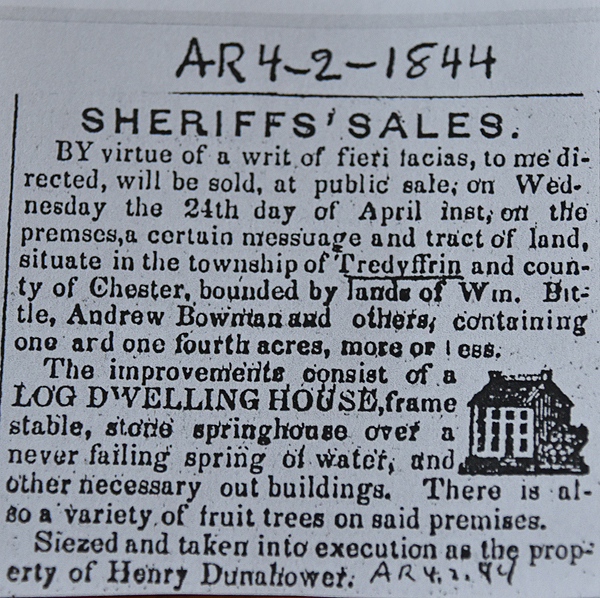 AR 4-2-1844
SHERIFFS' SALES.
BY virtue of a writ of fieri facias, to me di-
rected, will be sold, at public sale, on Wed-
nesday the 24th day of April inst, on the
premses, a certain messuage and tract of land,
situate in the township of Tredyffrin and coun-
ty of Chester, bounded by lands of Wm. Bit-
tle, Andrew Bowman and others, containing
one ard one fourth acres, more or less.
The improvements consist of a
LOG DWELLING HOUSE, frame
stable, stone springhouse over a
never failing spring of water, and
other necessary out buildings. There is al-
so a variety of fruit trees on said premises.
Siezed and taken into execution as the prop-
erty of Henry Dunahower. AR 4.2.44